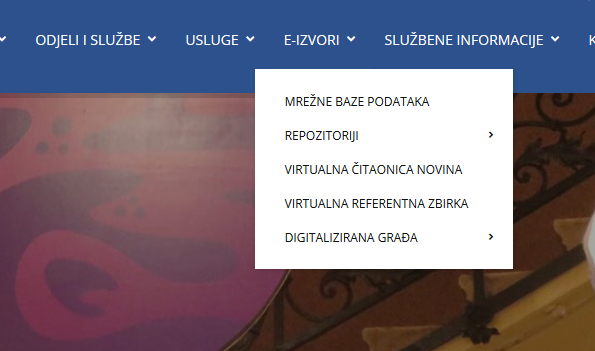 ODJELI I SLUŽBE USLUGE E-IZVORI SLUŽBENE INFORMACIJE
MREŽNE BAZE PODATAKA
REPOZITORIJI
VIRTUALNA ČITAONICA NOVINA
VIRTUALNA REFERENTNA ZBIRKA
DIGITALIZIRANA GRAĐA